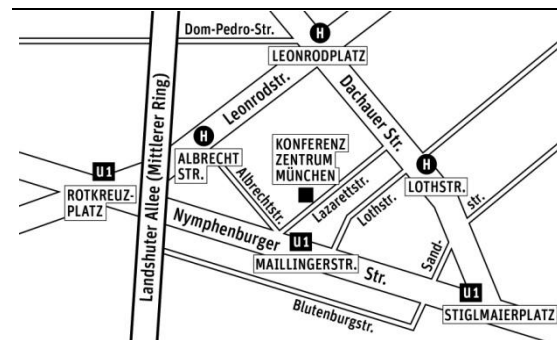 Dom-Pedro-Str.
H
LEONRODPLATZ
Landshuter Allee (Mittlerer Ring)
Leonrodstr.
Dachauer Str.
H
ALBRECHT
STR.
KONFERENZ
ZENTRUM
MÜNCHEN
H
LOTHSTR.
U1
ROTKREUZ-
PLATZ
Albrechtstr.
Lazarettstr.
Lothstr.
Sand-
str.
Nymphenburger
Str.
U1
MAILLINGERSTR.
Blutenburgstr.
U1
STIGLMAIERPLATZ